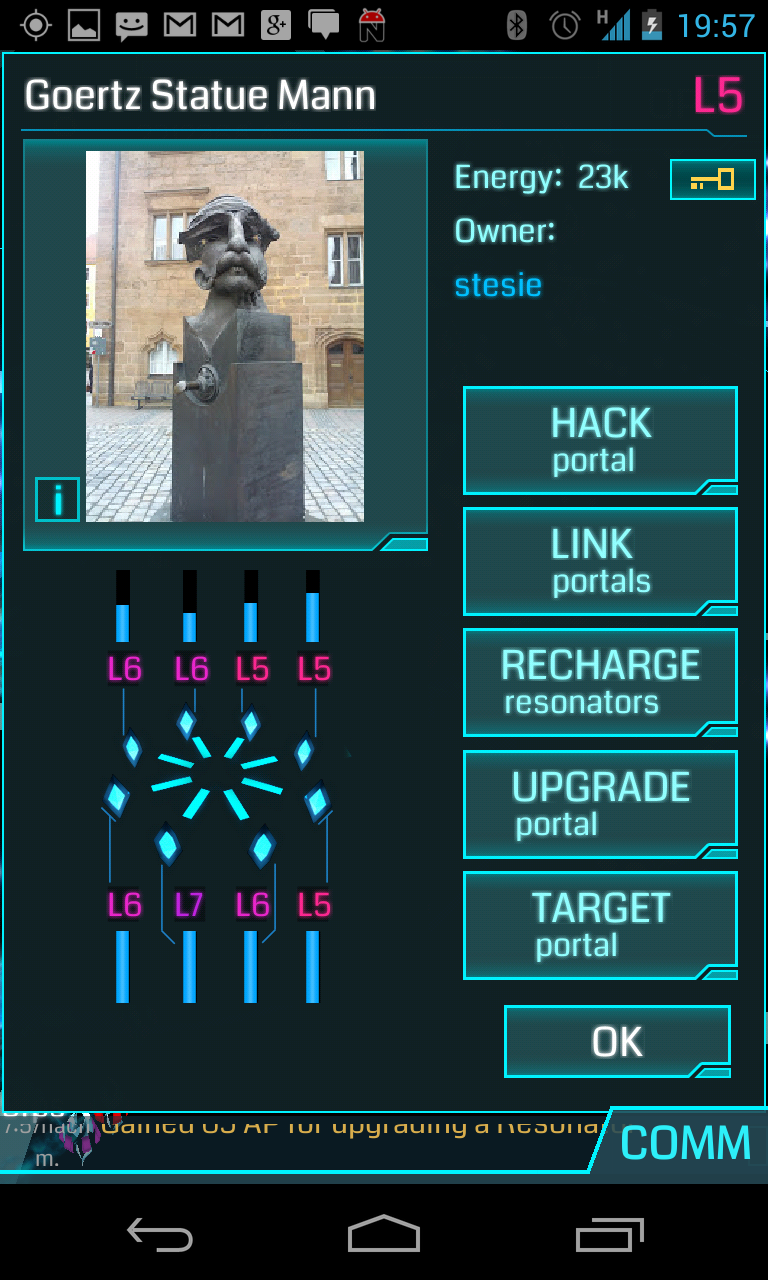 19:57
Goertz Statue Mann
L5
Energy: 23k
Owner:
stesie
HACK
portal
LINK
portals
RECHARGE
resonators
UPGRADE
portal
TARGET
portal
OK
i
L6 L6 L5 L5
L6 L7 L6 L5
Gained 65 AP for upgrading a Resonator
m.
COMM